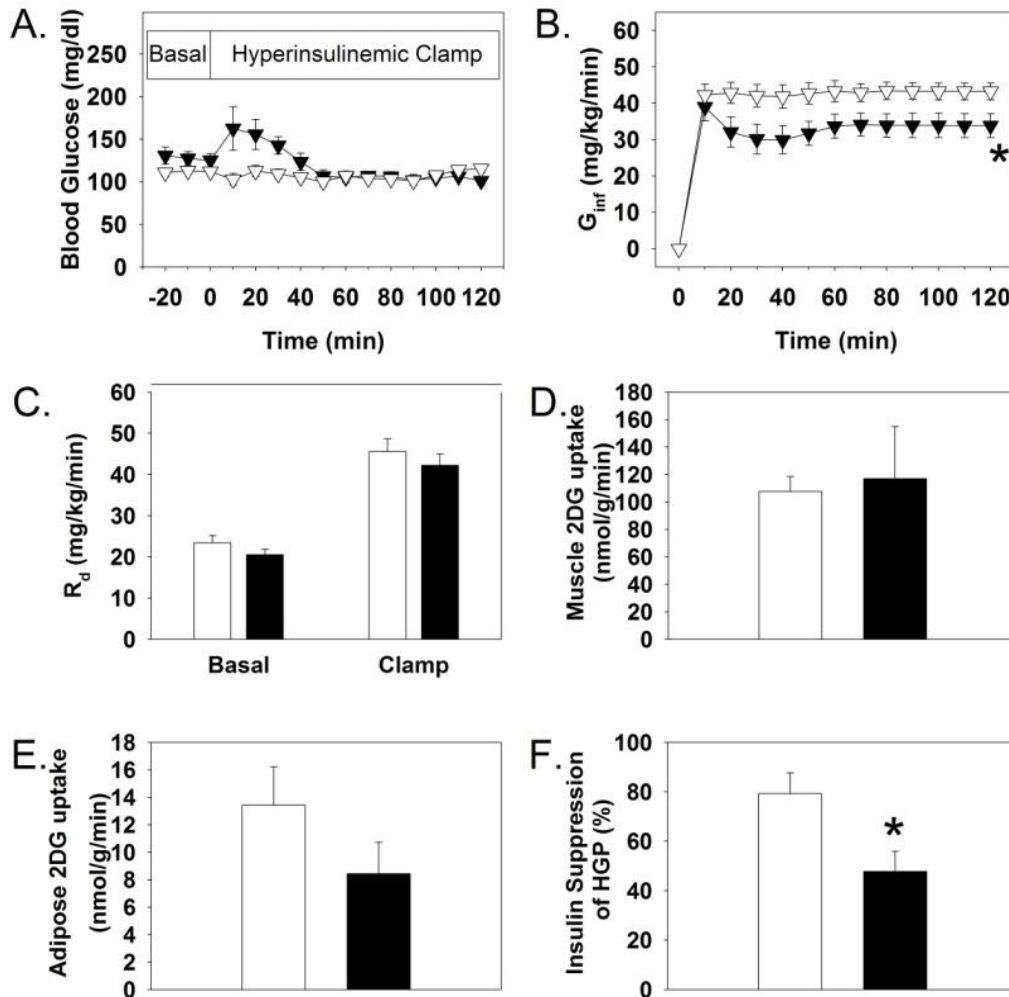 A.
Blood Glucose (mg/dl)
250
200
150
100
50
0
Basal
Hyperinsulinemic Clamp
-20 0 20 40 60 80 100 120
Time (min)
B.
G_inf (mg/kg/min)
60
50
40
30
20
10
0
*
0 20 40 60 80 100 120
Time (min)
C.
R_d (mg/kg/min)
60
50
40
30
20
10
0
Basal Clamp
D.
Muscle 2DG uptake
(nmol/g/min)
180
160
140
120
100
80
60
40
20
0
E.
Adipose 2DG uptake
(nmol/g/min)
18
16
14
12
10
8
6
4
2
0
F.
Insulin Suppression
of HGP (%)
100
80
60
40
20
0
*